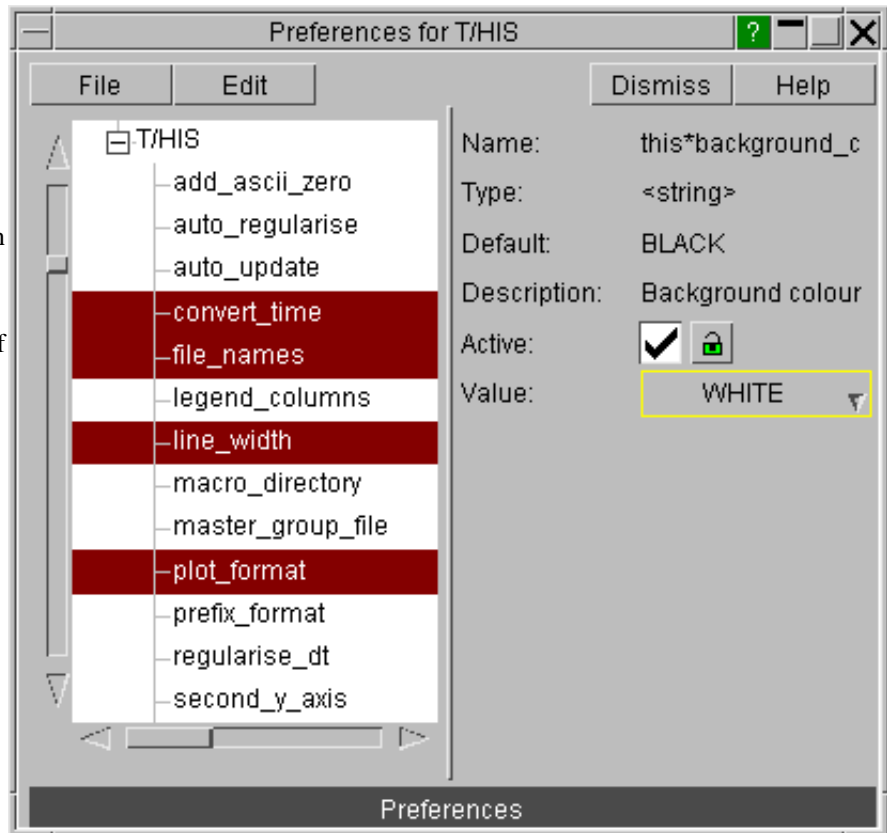 Preferences for T/HIS ?
File Edit Dismiss Help
T/HIS
add_ascii_zero
auto_regularise
auto_update
convert_time
file_names
legend_columns
line_width
macro_directory
master_group_file
plot_format
prefix_format
regularise_dt
second_y_axis
Name: this*background_c
Type: <string>
Default: BLACK
Description: Background colour
Active:
Value: WHITE
Preferences